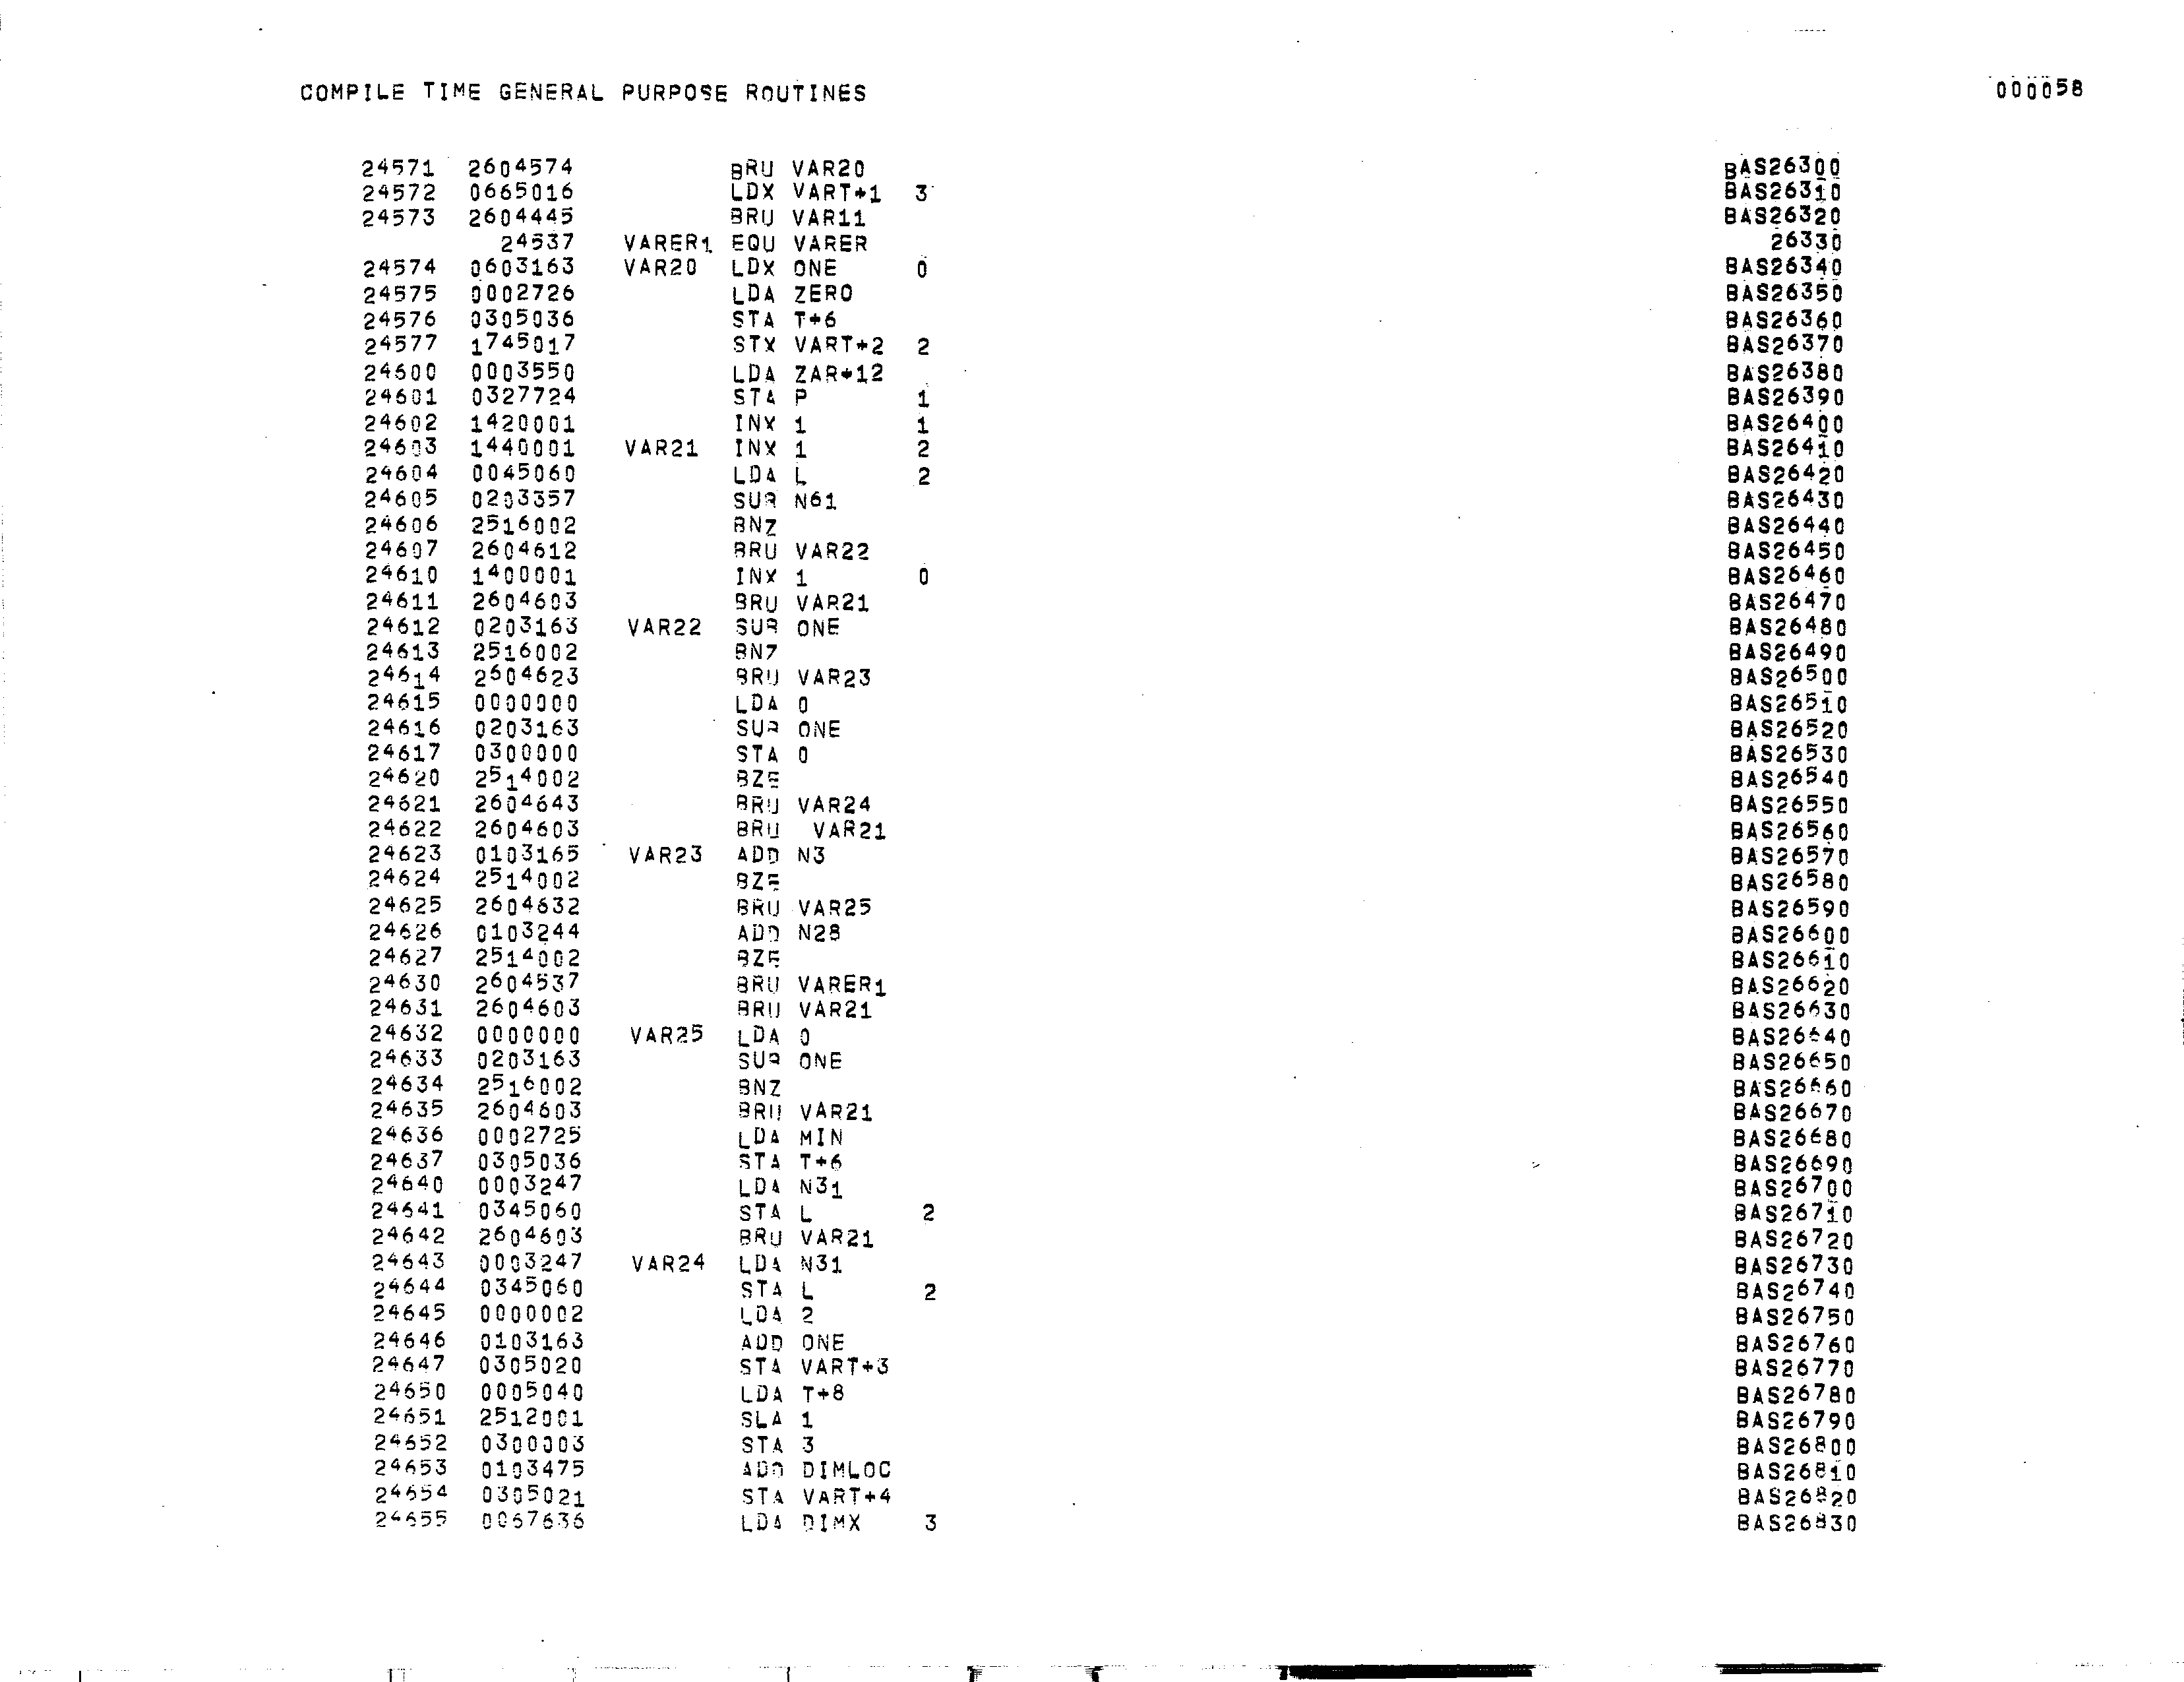 COMPILE TIME GENERAL PURPOSE ROUTINES 000058
24571 2604574 BRU VAR20 BAS26300
24572 0665016 LDX VART+1 3 BAS26310
24573 2604445 BRU VAR11 BAS26320
24537 VARER1 EQU VARER 26330
24574 0603163 VAR20 LDX ONE 0 BAS26340
24575 0002726 LDA ZERO BAS26350
24576 0305036 STA T+6 BAS26360
24577 1745017 STX VART+2 2 BAS26370
24600 0003550 LDA ZAR+12 BAS26380
24601 0327724 STA P 1 BAS26390
24602 1420001 INX 1 1 BAS26400
24603 1440001 VAR21 INX 1 2 BAS26410
24604 0045060 LDA L 2 BAS26420
24605 0203357 SUB N61 BAS26430
24606 2516002 BNZ BAS26440
24607 2604612 BRU VAR22 BAS26450
24610 1400001 INX 1 0 BAS26460
24611 2604603 BRU VAR21 BAS26470
24612 0203163 VAR22 SUB ONE BAS26480
24613 2516002 BNZ BAS26490
24614 2604623 BRU VAR23 BAS26500
24615 0000000 LDA 0 BAS26510
24616 0203163 SUB ONE BAS26520
24617 0300000 STA 0 BAS26530
24620 2514002 BZE BAS26540
24621 2604643 BRU VAR24 BAS26550
24622 2604603 BRU VAR21 BAS26560
24623 0103165 VAR23 ADD N3 BAS26570
24624 2514002 BZE BAS26580
24625 2604632 BRU VAR25 BAS26590
24626 0103244 ADD N28 BAS26600
24627 2514002 BZE BAS26610
24630 2604537 BRU VARER1 BAS26620
24631 2604603 BRU VAR21 BAS26630
24632 0000000 VAR25 LDA 0 BAS26640
24633 0203163 SUB ONE BAS26650
24634 2516002 BNZ BAS26660
24635 2604603 BRU VAR21 BAS26670
24636 0002725 LDA MIN BAS26680
24637 0305036 STA T+6 BAS26690
24640 0003247 LDA N31 BAS26700
24641 0345060 STA L 2 BAS26710
24642 2604603 BRU VAR21 BAS26720
24643 0003247 VAR24 LDA N31 BAS26730
24644 0345060 STA L 2 BAS26740
24645 0000002 LDA 2 BAS26750
24646 0103163 ADD ONE BAS26760
24647 0305020 STA VART+3 BAS26770
24650 0005040 LDA T+8 BAS26780
24651 2512001 SLA 1 BAS26790
24652 0300003 STA 3 BAS26800
24653 0103475 ADD DIMLOC BAS26810
24654 0305021 STA VART+4 BAS26820
24655 0067636 LDA DIMX 3 BAS26830